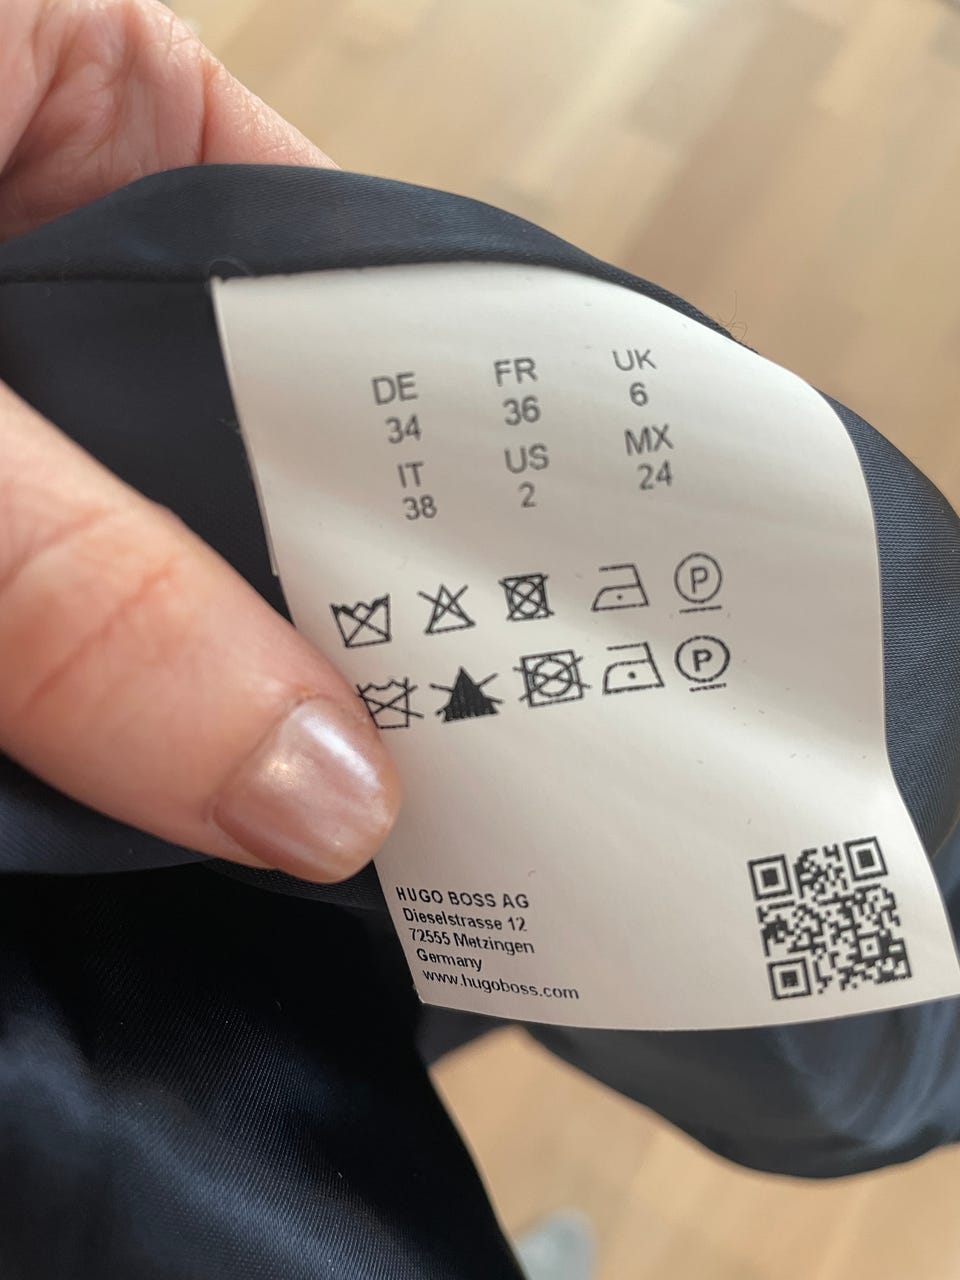 DE FR UK
34 36 6
IT US MX
38 2 24
P
P
HUGO BOSS AG
Dieselstrasse 12
72555 Metzingen
Germany
www.hugoboss.com